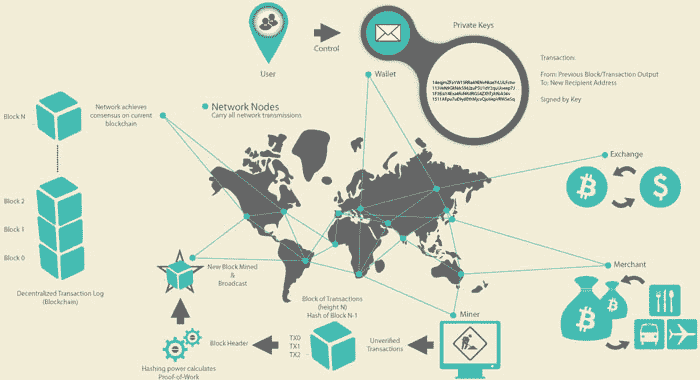 Private Keys
User
Control
Wallet
Transaction:
From Previous Block/Transaction Output
To: New Recipient Address
Signed by Key
Block N
Network achieves
consensus on current
blockchain
Network Nodes
Carry all network transmissions
Exchange
Block 2
Block 1
Block 0
Decentralized Transaction Log
(Blockchain)
New Block Mined
&
Broadcast
Merchant
Block of Transactions
(height N)
Hash of Block N-1
Miner
Block Header
TX0
TX1
TX2
Unverified
Transactions
Hashing power calculates
Proof-of-Work